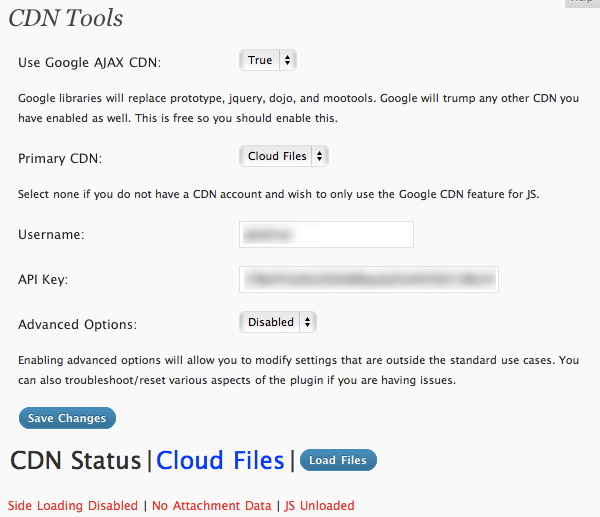 CDN Tools
Use Google AJAX CDN:
True
Google libraries will replace prototype, jquery, dojo, and mootools. Google will trump any other CDN you
have enabled as well. This is free so you should enable this.
Primary CDN:
Cloud Files
Select none if you do not have a CDN account and wish to only use the Google CDN feature for JS.
Username:
API Key:
Advanced Options:
Disabled
Enabling advanced options will allow you to modify settings that are outside the standard use cases. You
can also troubleshoot/reset various aspects of the plugin if you are having issues.
Save Changes
CDN Status | Cloud Files | Load Files
Side Loading Disabled | No Attachment Data | JS Unloaded